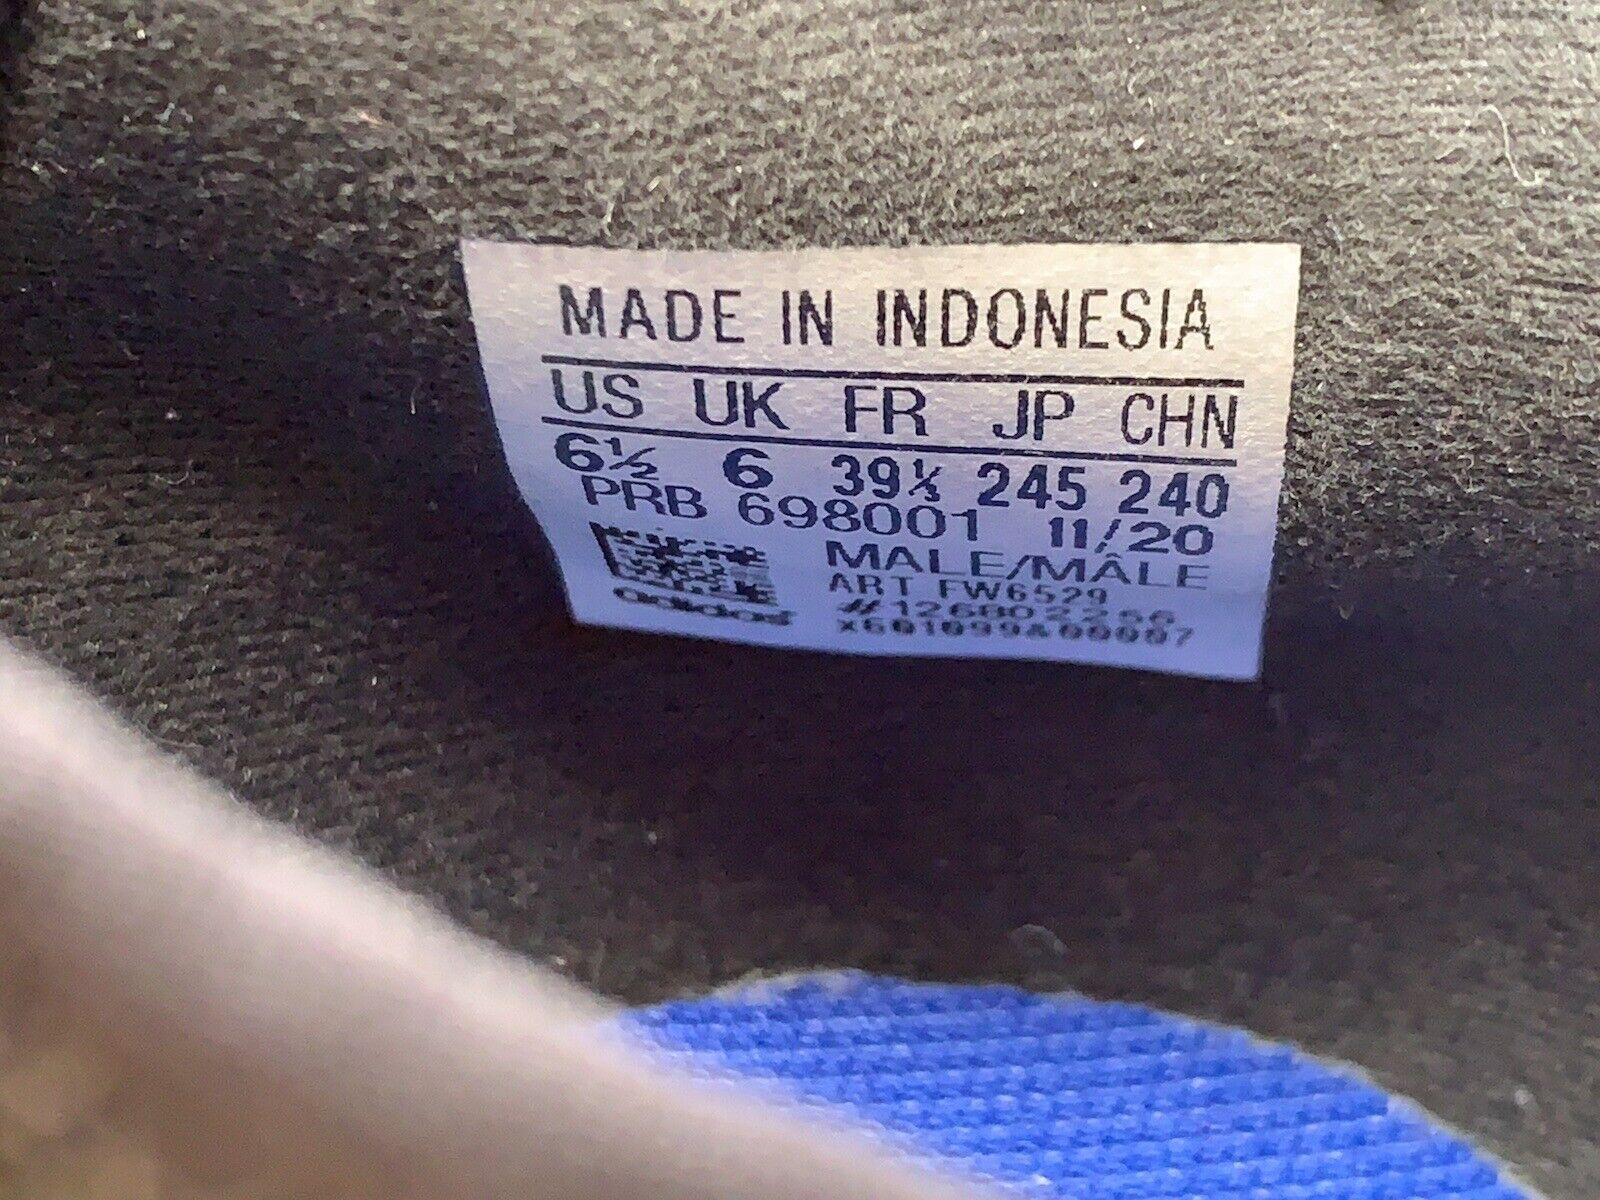 MADE IN INDONESIA
US UK FR JP CHN
6½ 6 39⅓ 245 240
PRB 698001 11/20
MALE/MÂLE
ART FW6529
#126802256
adidas